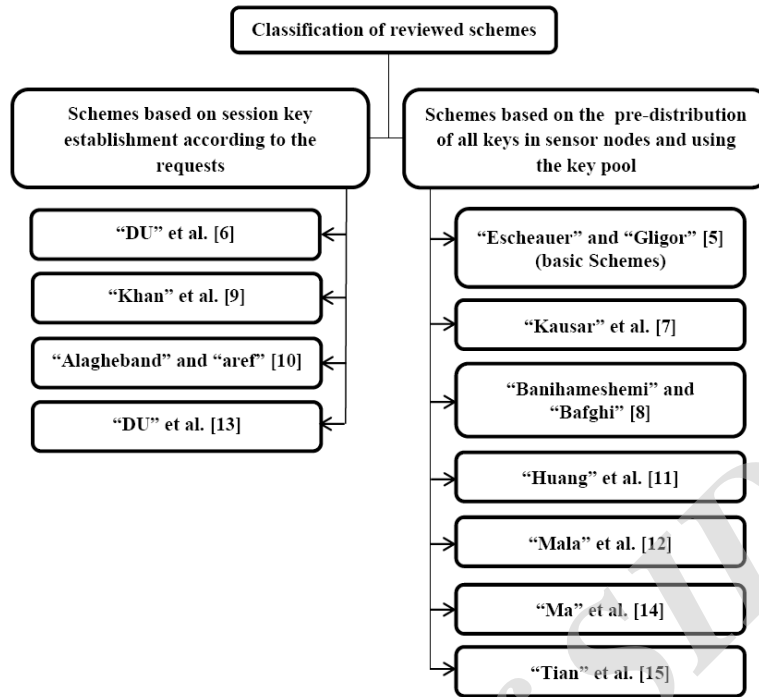 Classification of reviewed schemes
Schemes based on session key
establishment according to the
requests
“DU” et al. [6]
“Khan” et al. [9]
“Alagheband” and “aref” [10]
“DU” et al. [13]
Schemes based on the pre-distribution
of all keys in sensor nodes and using
the key pool
“Escheauer” and “Gligor” [5]
(basic Schemes)
“Kausar” et al. [7]
“Banihameshemi” and
“Bafghi” [8]
“Huang” et al. [11]
“Mala” et al. [12]
“Ma” et al. [14]
“Tian” et al. [15]